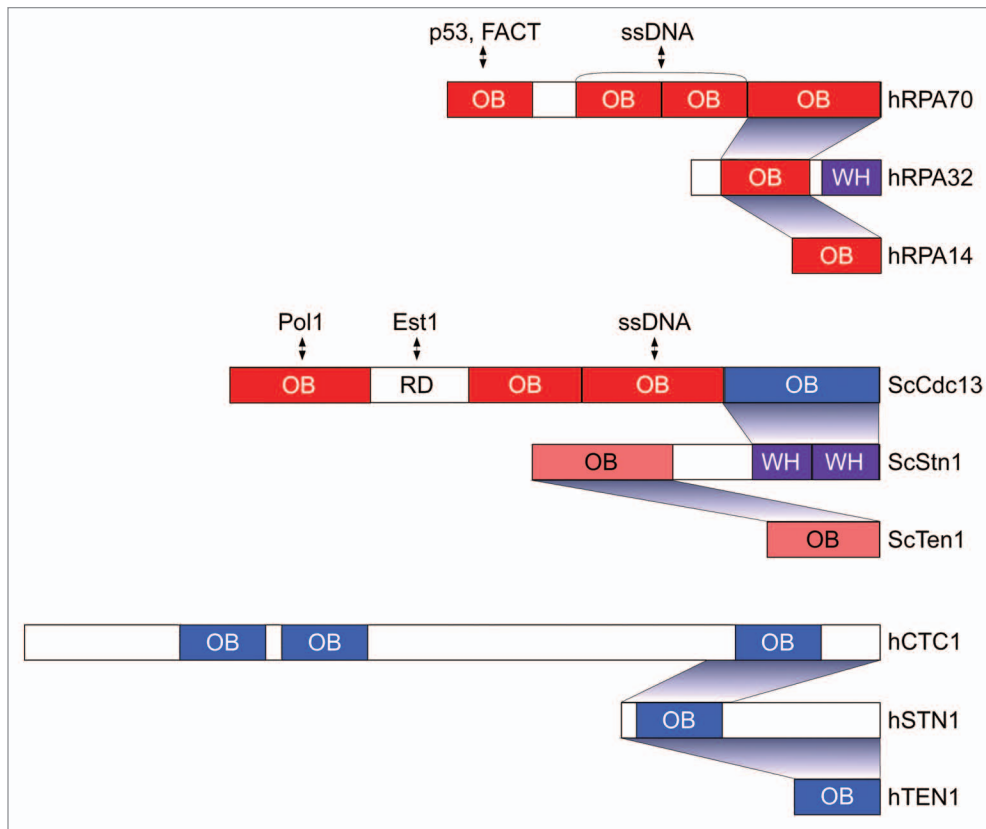 p53, FACT ssDNA
OB OB OB OB hRPA70
OB WH hRPA32
OB hRPA14
Pol1 Est1 ssDNA
OB RD OB OB OB ScCdc13
OB WH WH ScStn1
OB ScTen1
OB OB OB hCTC1
OB hSTN1
OB hTEN1